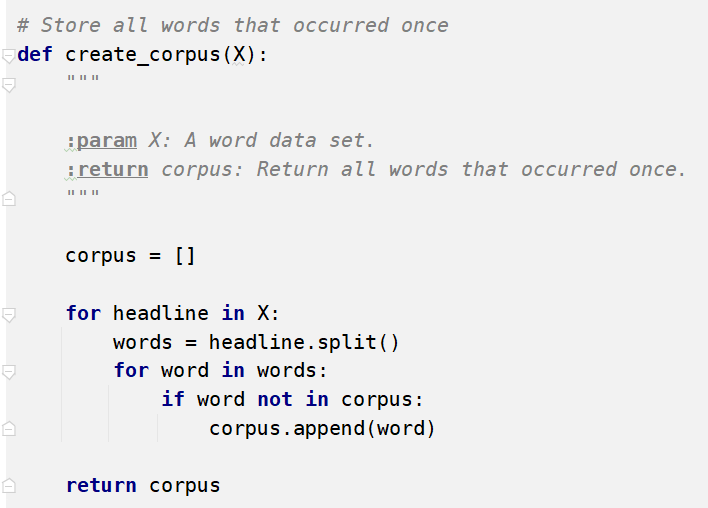 # Store all words that occurred once
def create_corpus(X):
    """

    :param X: A word data set.
    :return corpus: Return all words that occurred once.
    """

    corpus = []

    for headline in X:
        words = headline.split()
        for word in words:
            if word not in corpus:
                corpus.append(word)

    return corpus